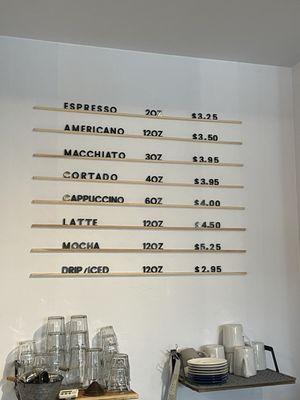 ESPRESSO 2OZ $3.25
AMERICANO 12OZ $3.50
MACCHIATO 3OZ $3.95
CORTADO 4OZ $3.95
CAPPUCCINO 6OZ $4.00
LATTE 12OZ $4.50
MOCHA 12OZ $5.25
DRIP/ICED 12OZ $2.95